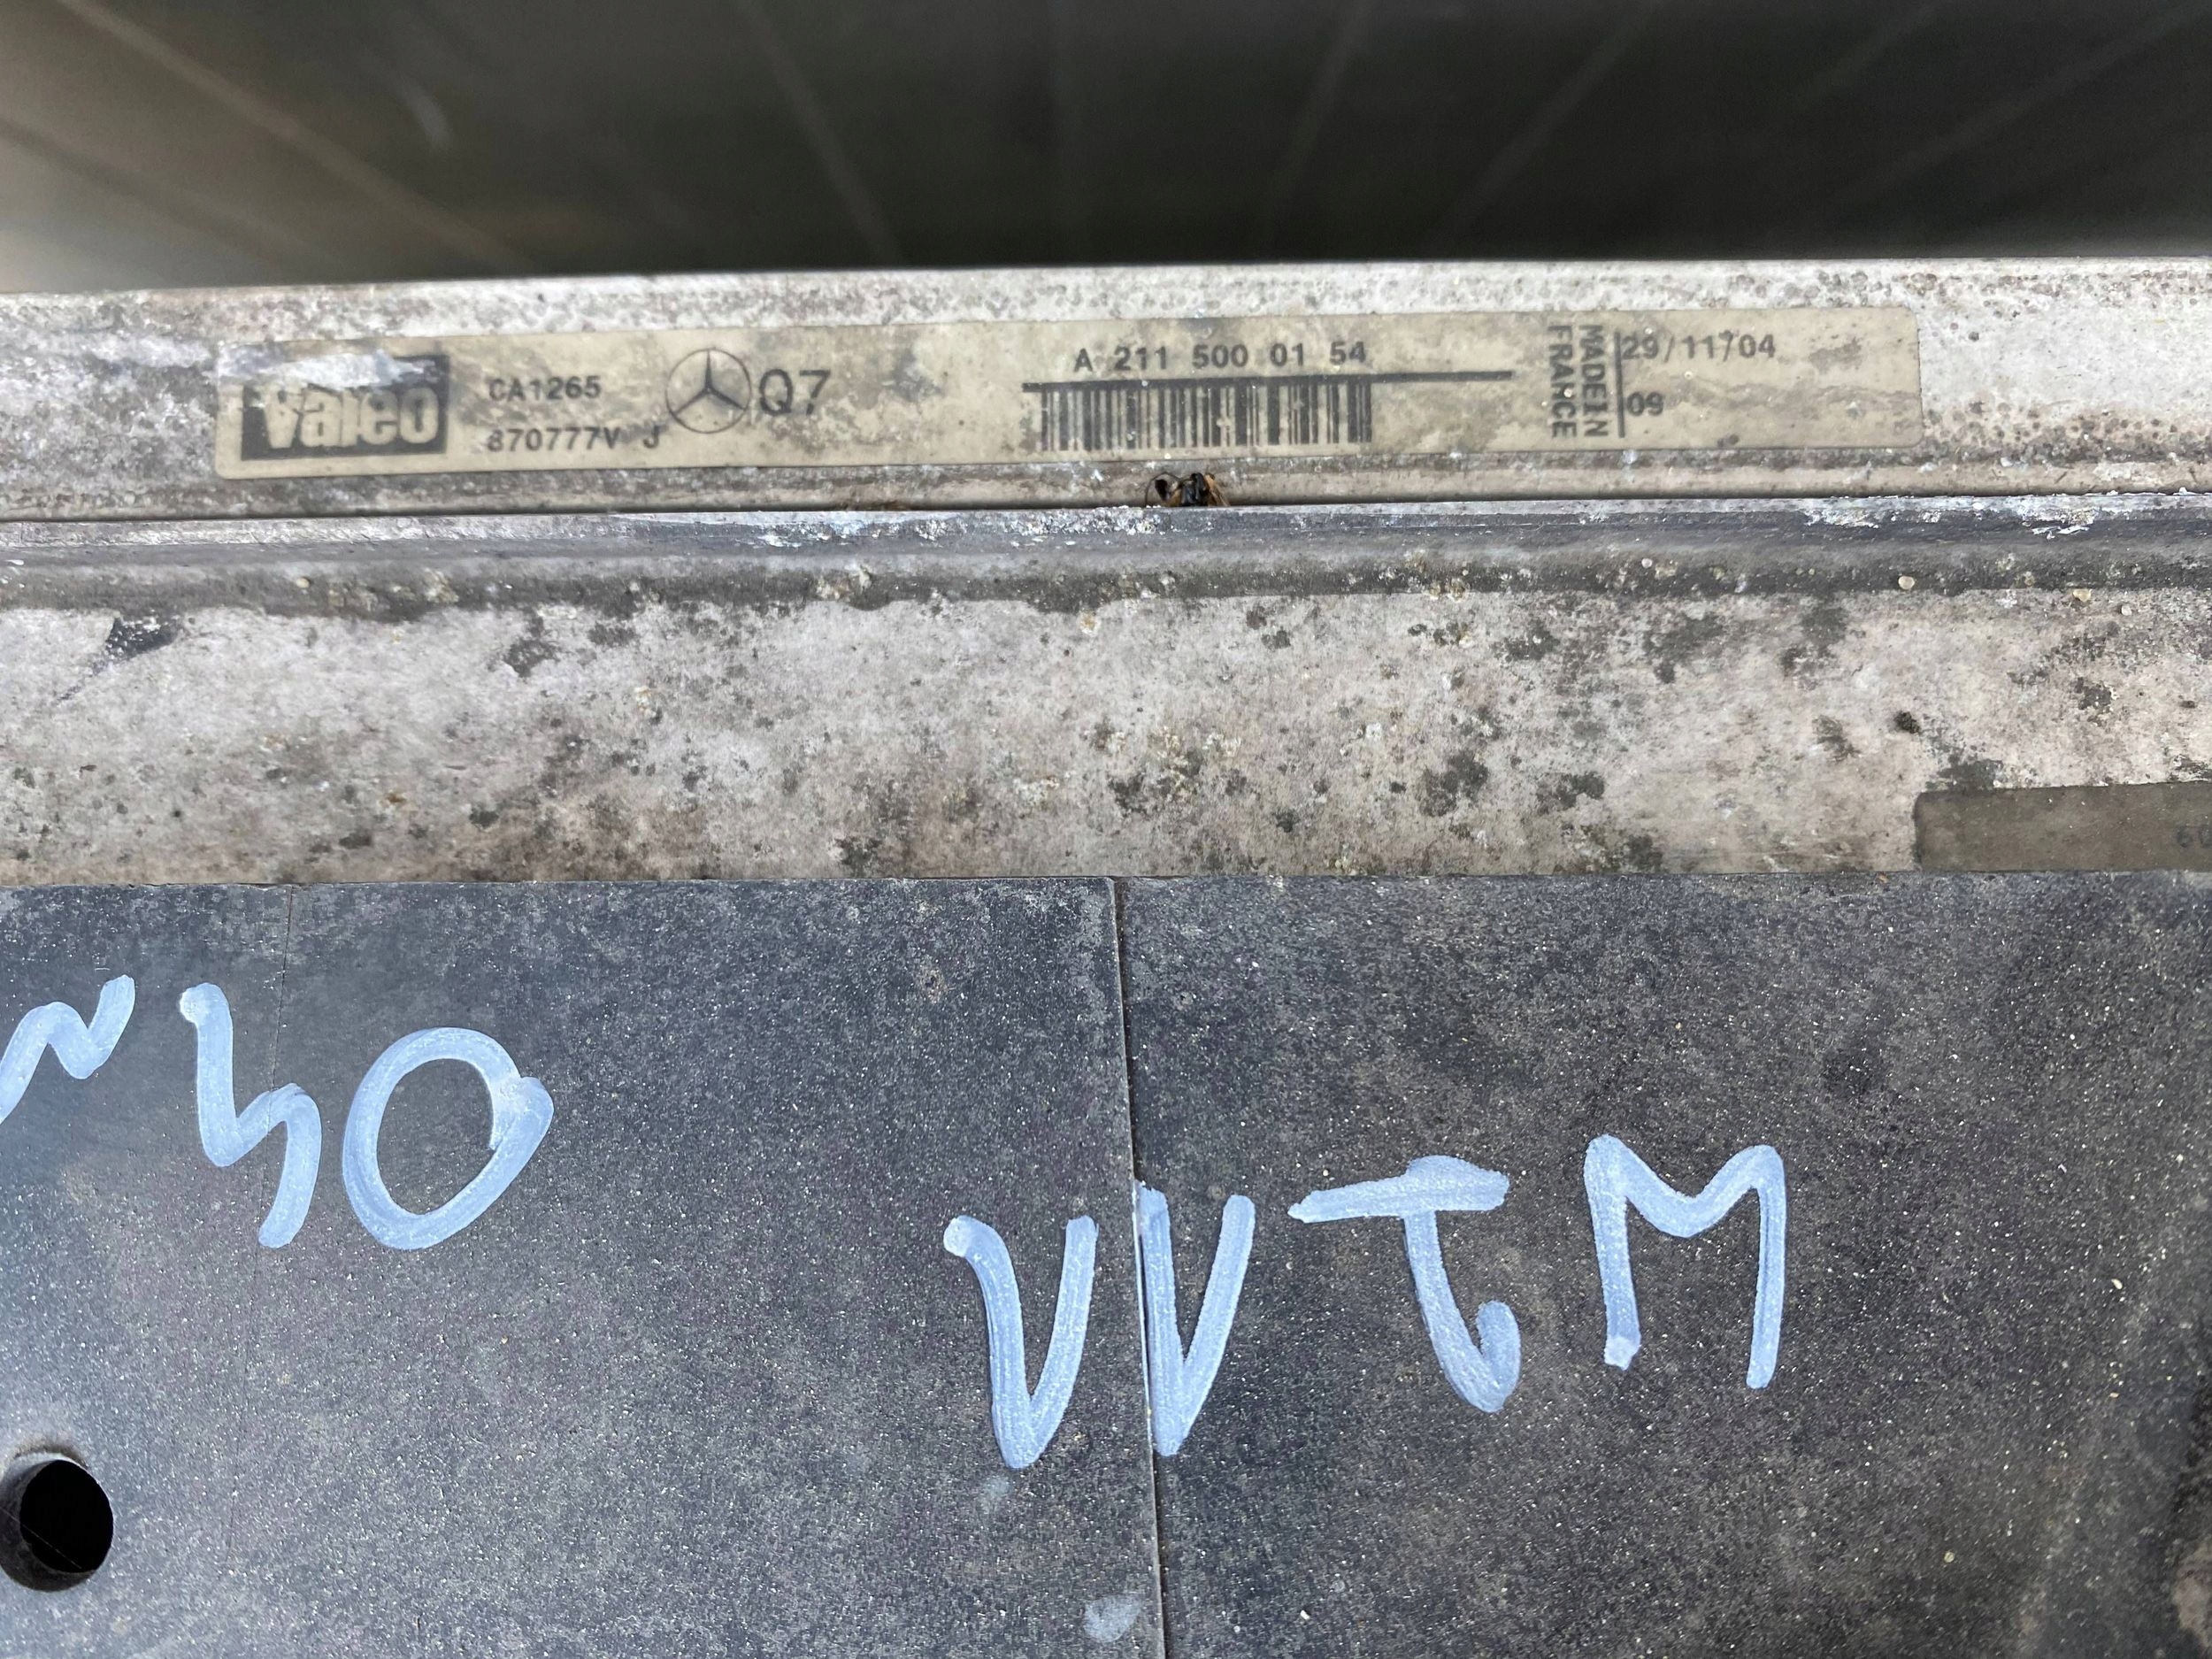 Valeo
CA1265
870777V J
Q7
A 211 500 01 54
MADE IN
FRANCE
29/11/04
09
VVTM